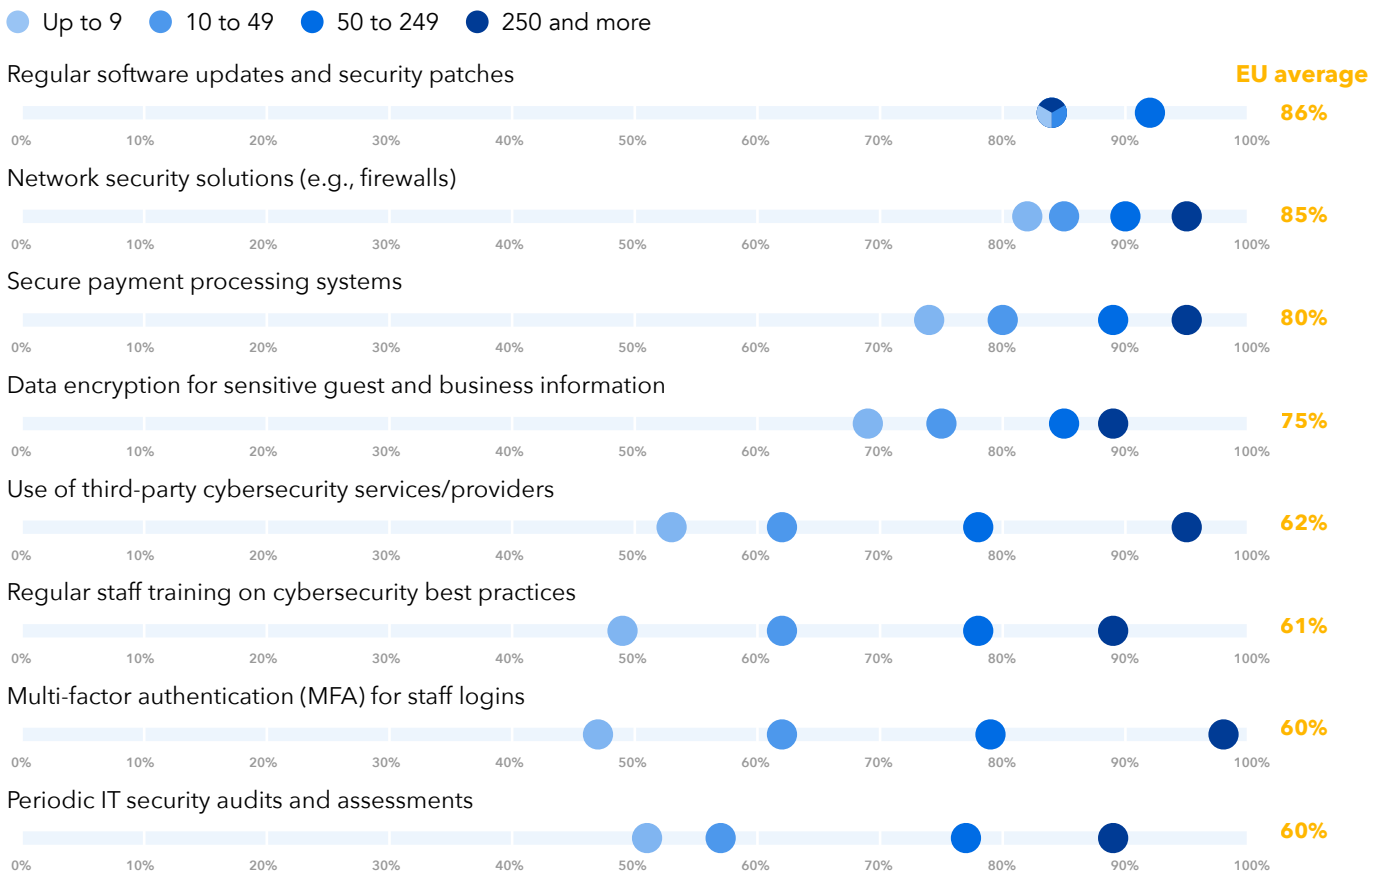 Up to 9 10 to 49 50 to 249 250 and more
Regular software updates and security patches EU average
86%
0% 10% 20% 30% 40% 50% 60% 70% 80% 90% 100%
Network security solutions (e.g., firewalls)
85%
0% 10% 20% 30% 40% 50% 60% 70% 80% 90% 100%
Secure payment processing systems
80%
0% 10% 20% 30% 40% 50% 60% 70% 80% 90% 100%
Data encryption for sensitive guest and business information
75%
0% 10% 20% 30% 40% 50% 60% 70% 80% 90% 100%
Use of third-party cybersecurity services/providers
62%
0% 10% 20% 30% 40% 50% 60% 70% 80% 90% 100%
Regular staff training on cybersecurity best practices
61%
0% 10% 20% 30% 40% 50% 60% 70% 80% 90% 100%
Multi-factor authentication (MFA) for staff logins
60%
0% 10% 20% 30% 40% 50% 60% 70% 80% 90% 100%
Periodic IT security audits and assessments
60%
0% 10% 20% 30% 40% 50% 60% 70% 80% 90% 100%